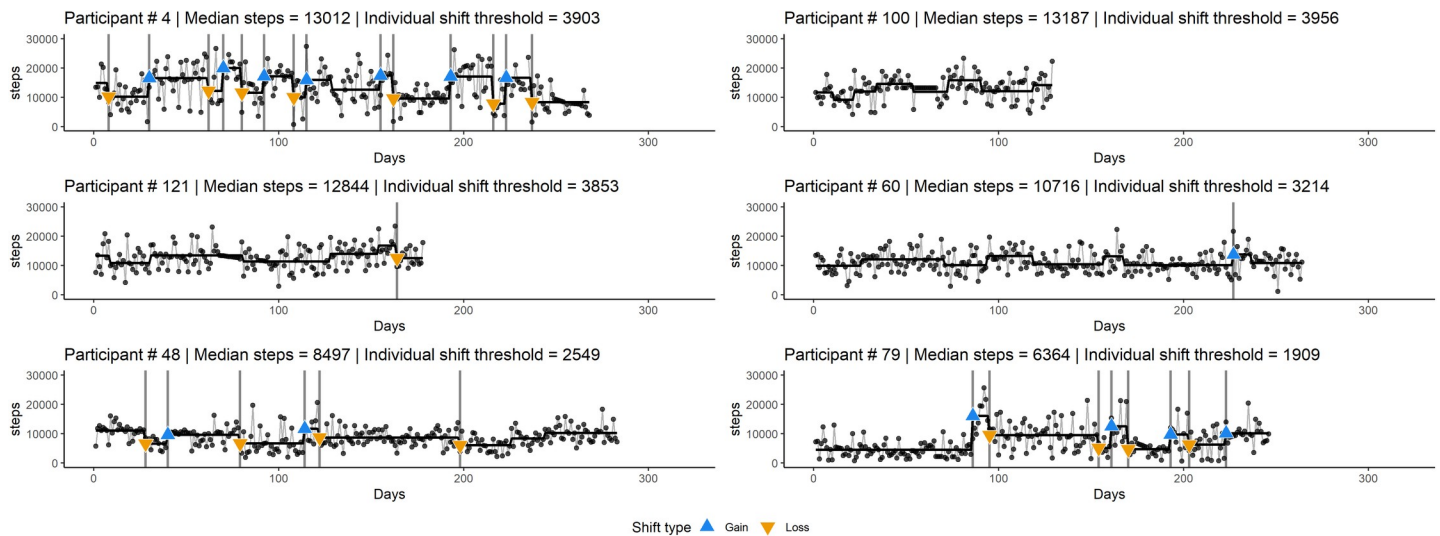 Participant # 4 | Median steps = 13012 | Individual shift threshold = 3903
30000
20000
10000
0
steps
0 100 200 300
Days
Participant # 100 | Median steps = 13187 | Individual shift threshold = 3956
30000
20000
10000
0
steps
0 100 200 300
Days
Participant # 121 | Median steps = 12844 | Individual shift threshold = 3853
30000
20000
10000
0
steps
0 100 200 300
Days
Participant # 60 | Median steps = 10716 | Individual shift threshold = 3214
30000
20000
10000
0
steps
0 100 200 300
Days
Participant # 48 | Median steps = 8497 | Individual shift threshold = 2549
30000
20000
10000
0
steps
0 100 200 300
Days
Participant # 79 | Median steps = 6364 | Individual shift threshold = 1909
30000
20000
10000
0
steps
0 100 200 300
Days
Shift type Gain Loss